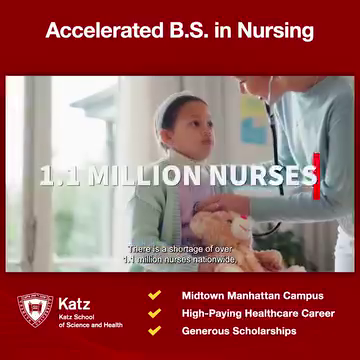 Accelerated B.S. in Nursing
1.1 MILLION NURSES
There is a shortage of over
1.1 million nurses nationwide.
Katz
Katz School
of Science and Health
Midtown Manhattan Campus
High-Paying Healthcare Career
Generous Scholarships